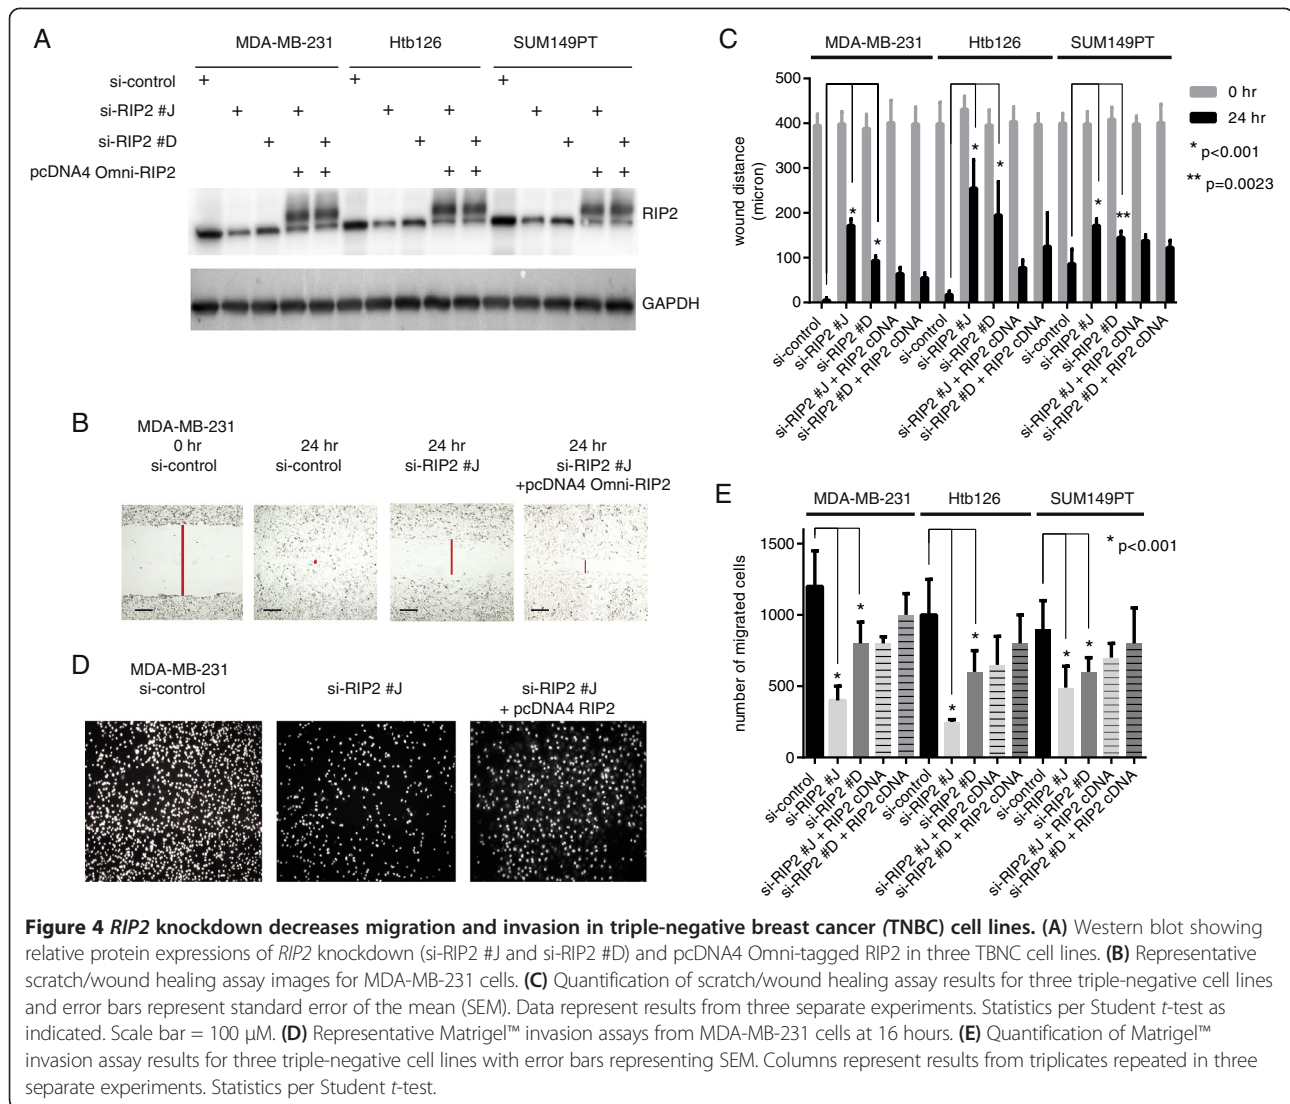 A
MDA-MB-231 Htb126 SUM149PT
si-control + + +
si-RIP2 #J + + + + + +
si-RIP2 #D + + + + + +
pcDNA4 Omni-RIP2 + + + + + +
RIP2
GAPDH
B
MDA-MB-231
0 hr
si-control
24 hr
si-control
24 hr
si-RIP2 #J
24 hr
si-RIP2 #J
+pcDNA4 Omni-RIP2
C
MDA-MB-231 Htb126 SUM149PT
wound distance
(micron)
500
400
300
200
100
0
* * * * * **
0 hr
24 hr
* p<0.001
** p=0.0023
si-control
si-RIP2 #J
si-RIP2 #D
si-RIP2 #J + RIP2 cDNA
si-RIP2 #D + RIP2 cDNA
si-control
si-RIP2 #J
si-RIP2 #D
si-RIP2 #J + RIP2 cDNA
si-RIP2 #D + RIP2 cDNA
si-control
si-RIP2 #J
si-RIP2 #D
si-RIP2 #J + RIP2 cDNA
si-RIP2 #D + RIP2 cDNA
D
MDA-MB-231
si-control
si-RIP2 #J
si-RIP2 #J
+ pcDNA4 RIP2
E
MDA-MB-231 Htb126 SUM149PT
number of migrated cells
1500
1000
500
0
* * * * * *
* p<0.001
si-control
si-RIP2 #J
si-RIP2 #D
si-RIP2 #J + RIP2 cDNA
si-RIP2 #D + RIP2 cDNA
si-control
si-RIP2 #J
si-RIP2 #D
si-RIP2 #J + RIP2 cDNA
si-RIP2 #D + RIP2 cDNA
si-control
si-RIP2 #J
si-RIP2 #D
si-RIP2 #J + RIP2 cDNA
si-RIP2 #D + RIP2 cDNA
Figure 4 RIP2 knockdown decreases migration and invasion in triple-negative breast cancer (TNBC) cell lines. (A) Western blot showing
relative protein expressions of RIP2 knockdown (si-RIP2 #J and si-RIP2 #D) and pcDNA4 Omni-tagged RIP2 in three TBNC cell lines. (B) Representative
scratch/wound healing assay images for MDA-MB-231 cells. (C) Quantification of scratch/wound healing assay results for three triple-negative cell lines
and error bars represent standard error of the mean (SEM). Data represent results from three separate experiments. Statistics per Student t-test as
indicated. Scale bar = 100 μM. (D) Representative Matrigel™ invasion assays from MDA-MB-231 cells at 16 hours. (E) Quantification of Matrigel™
invasion assay results for three triple-negative cell lines with error bars representing SEM. Columns represent results from triplicates repeated in three
separate experiments. Statistics per Student t-test.